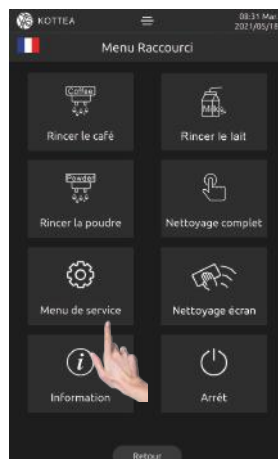 KOTTEA
08:31 Mar
2021/05/18
Menu Raccourci
Coffee
Rincer le café
Milk
Rincer le lait
Powder
Rincer la poudre
Nettoyage complet
Menu de service
Nettoyage écran
Information
Arrêt
Retour